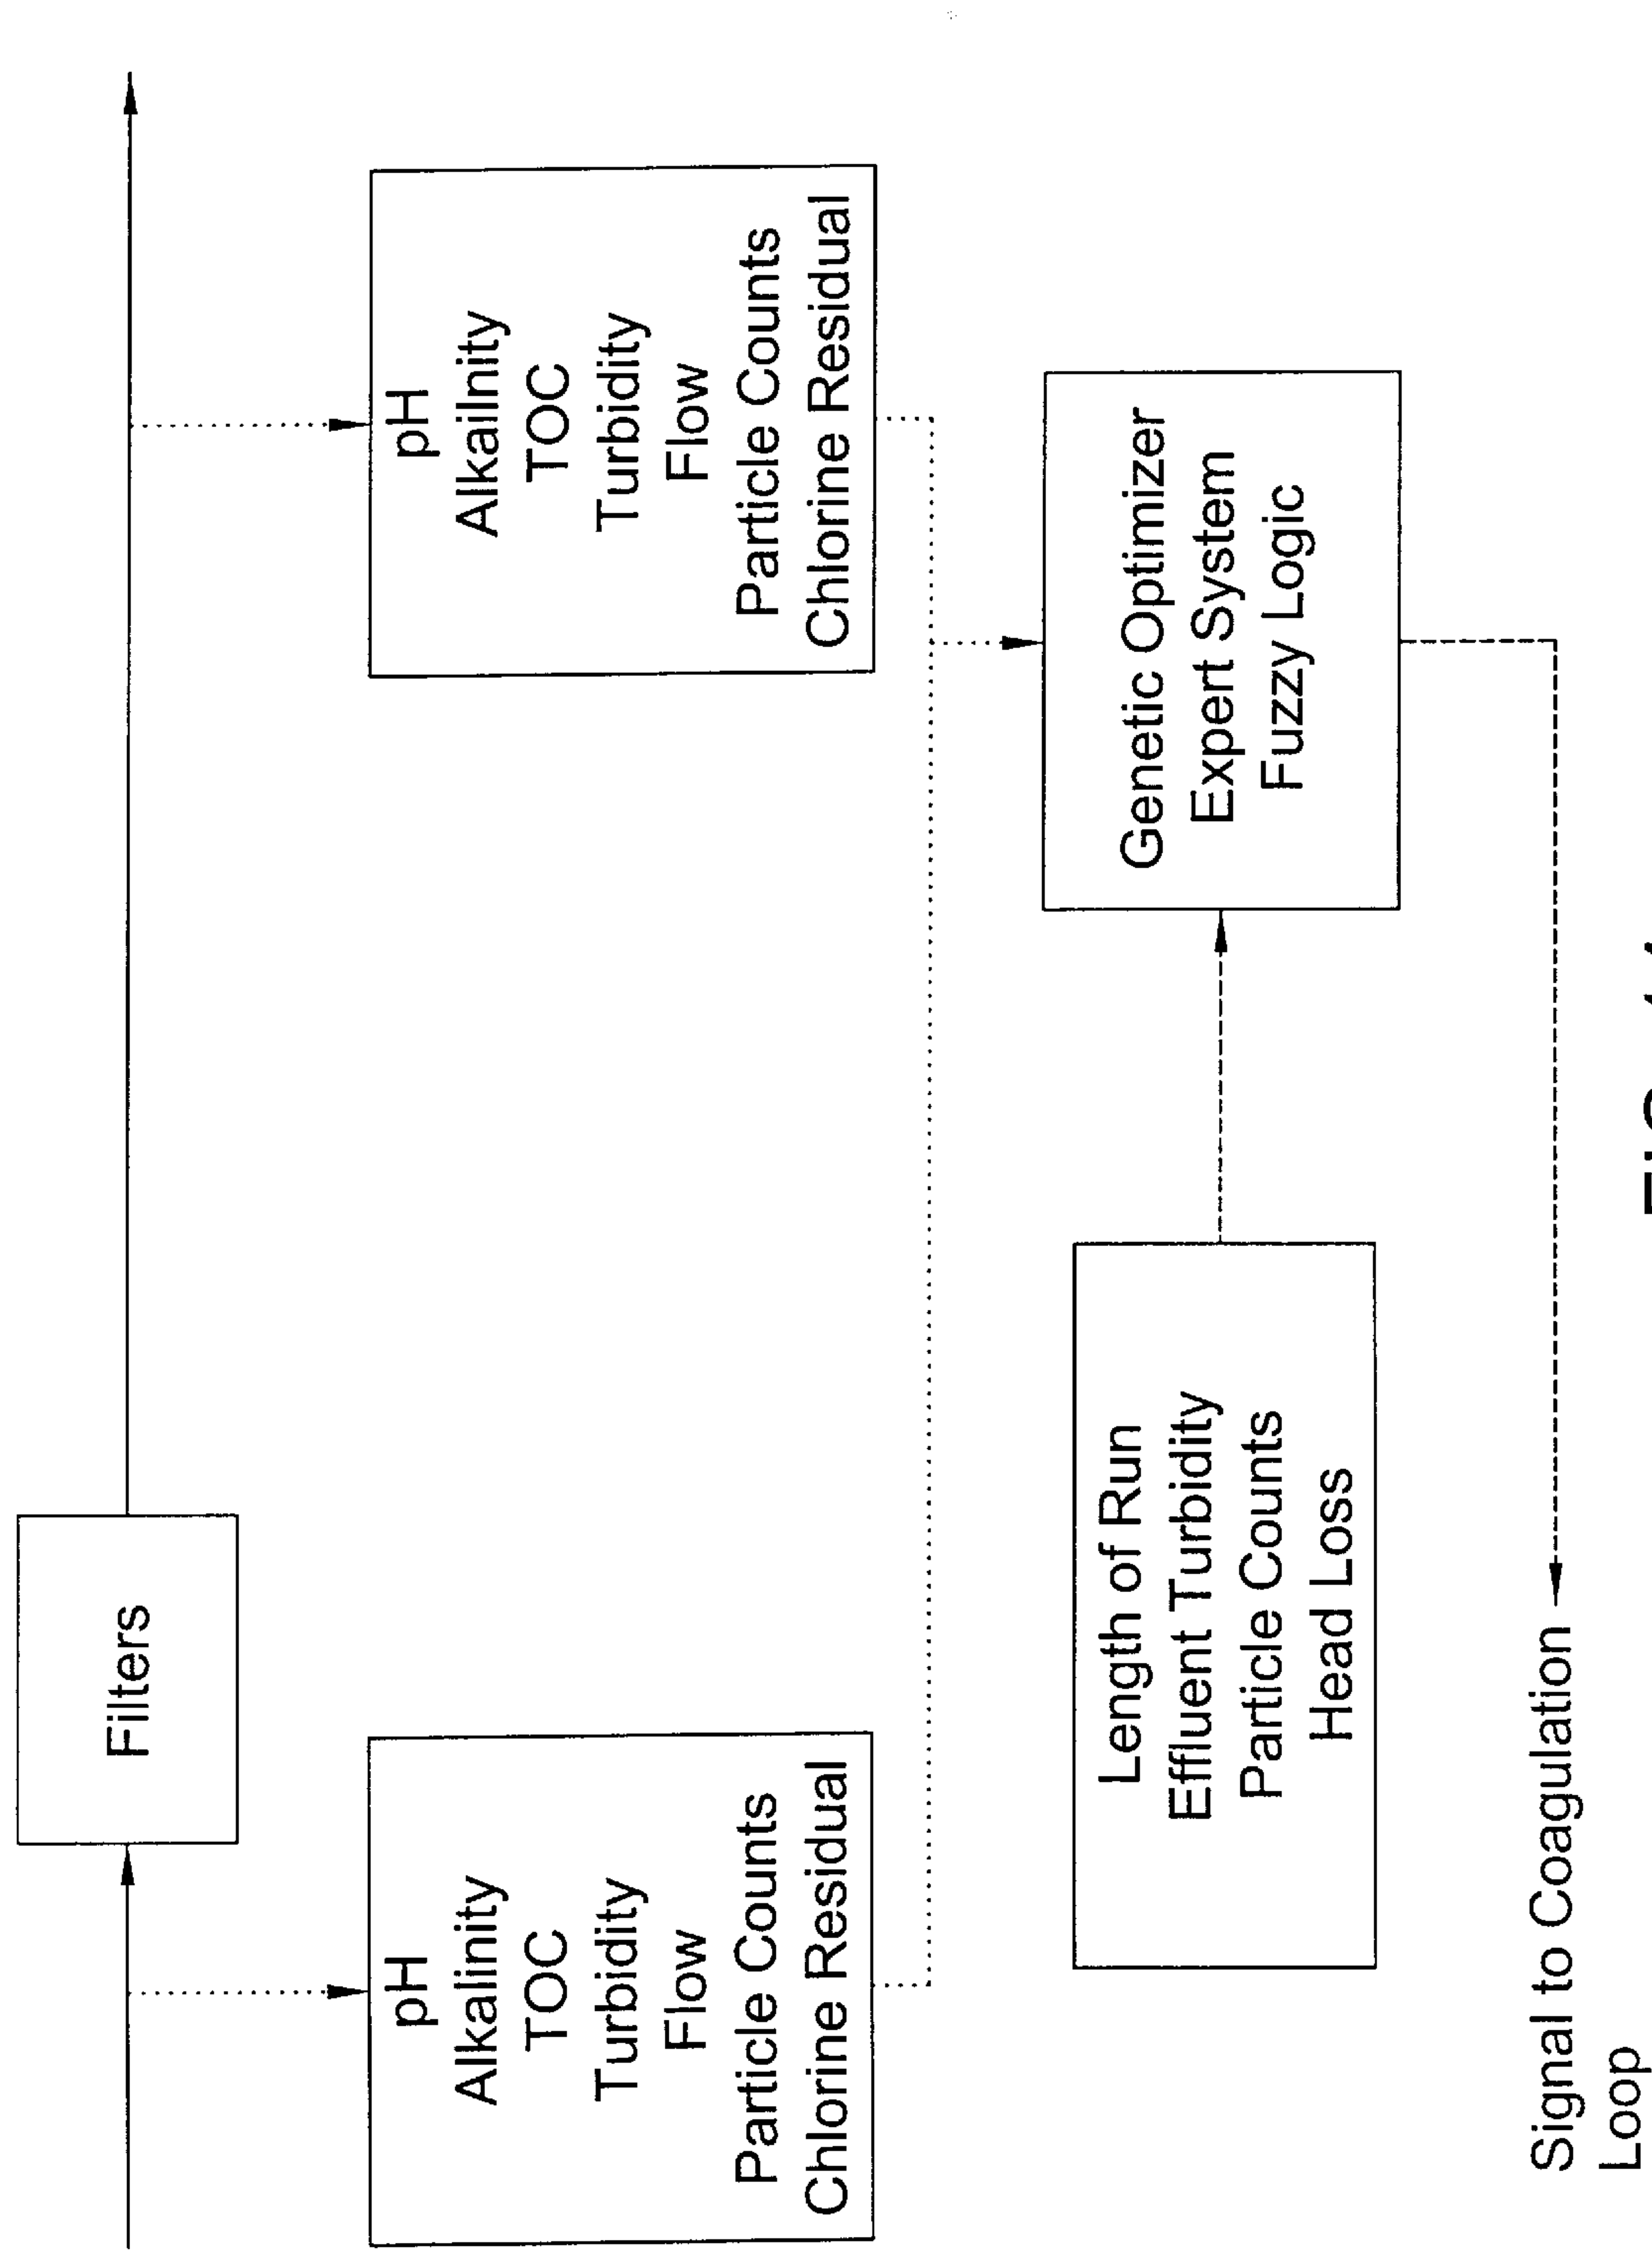 Filters
pH
Alkalinity
TOC
Turbidity
Flow
Particle Counts
Chlorine Residual
pH
Alkailnity
TOC
Turbidity
Flow
Particle Counts
Chlorine Residual
Length of Run
Effluent Turbidity
Particle Counts
Head Loss
Genetic Optimizer
Expert System
Fuzzy Logic
Signal to Coagulation
Loop